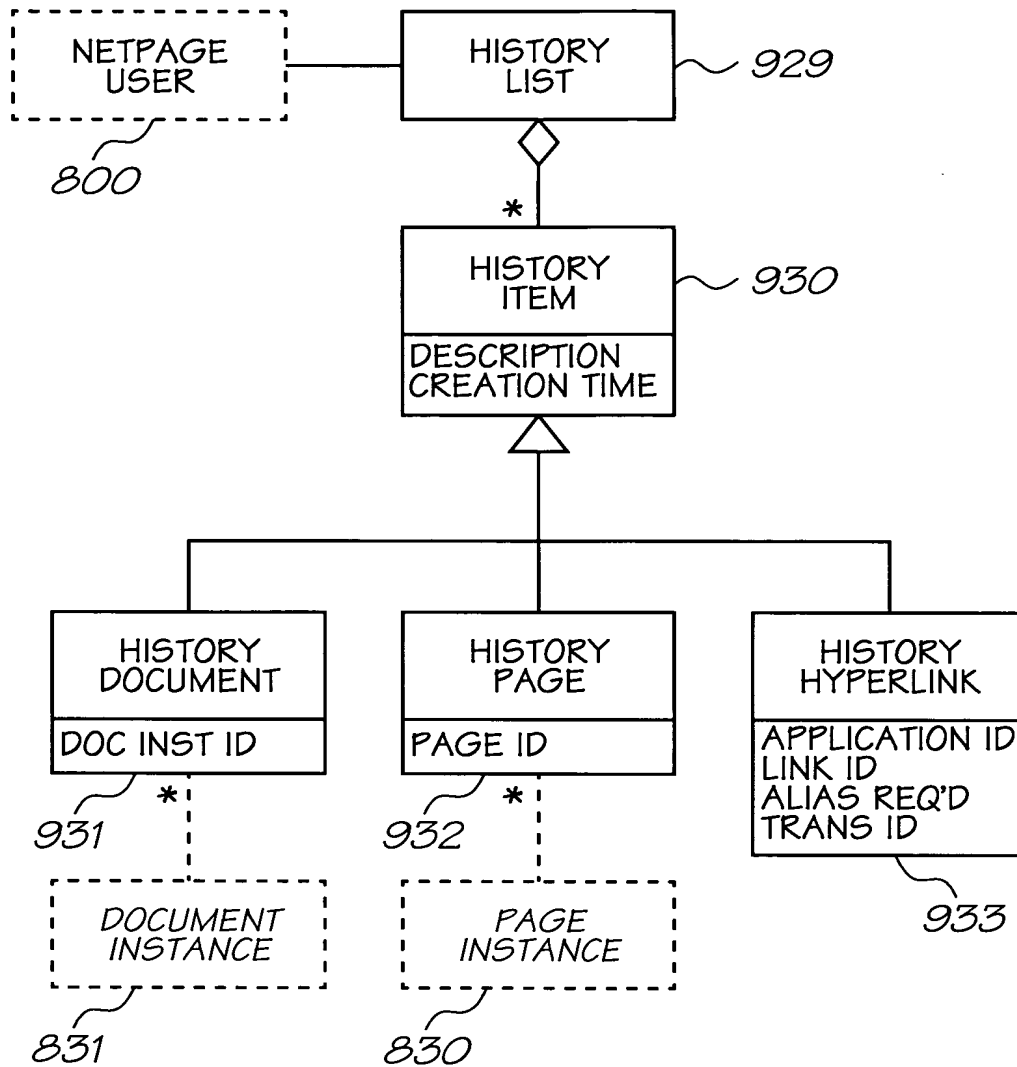 NETPAGE
USER
800
HISTORY
LIST
929
*
HISTORY
ITEM
930
DESCRIPTION
CREATION TIME
HISTORY
DOCUMENT
DOC INST ID
931
*
DOCUMENT
INSTANCE
831
HISTORY
PAGE
PAGE ID
932
*
PAGE
INSTANCE
830
HISTORY
HYPERLINK
APPLICATION ID
LINK ID
ALIAS REQ'D
TRANS ID
933